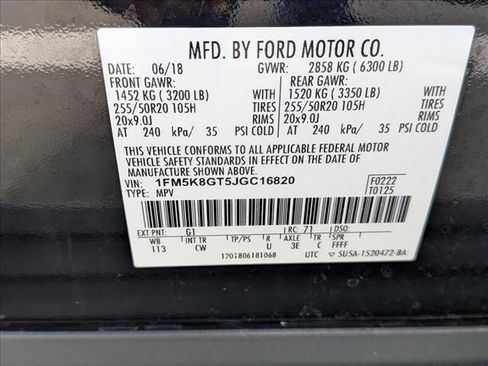 MFD. BY FORD MOTOR CO.
DATE: 06/18 GVWR: 2858 KG ( 6300 LB)
FRONT GAWR: REAR GAWR:
1452 KG ( 3200 LB) 1520 KG ( 3350 LB)
255/50R20 105H TIRES 255/50R20 105H TIRES
20x9.0J RIMS 20x9.0J RIMS
AT 240 kPa/ 35 PSI COLD AT 240 kPa/ 35 PSI COLD
THIS VEHICLE CONFORMS TO ALL APPLICABLE FEDERAL MOTOR
VEHICLE SAFETY AND THEFT PREVENTION STANDARDS IN EFFECT ON THE DATE OF
MANUFACTURE SHOWN ABOVE.
VIN: 1FM5K8GT5JGC16820 F0222
TYPE: MPV T0125
EXT PNT: G1 RC: 71 DSO:
WB INT TR TP/PS R AXLE TR SPR
113 CW U 3E C FFFF
1201806181068 UTC 5U5A-1520472-BA